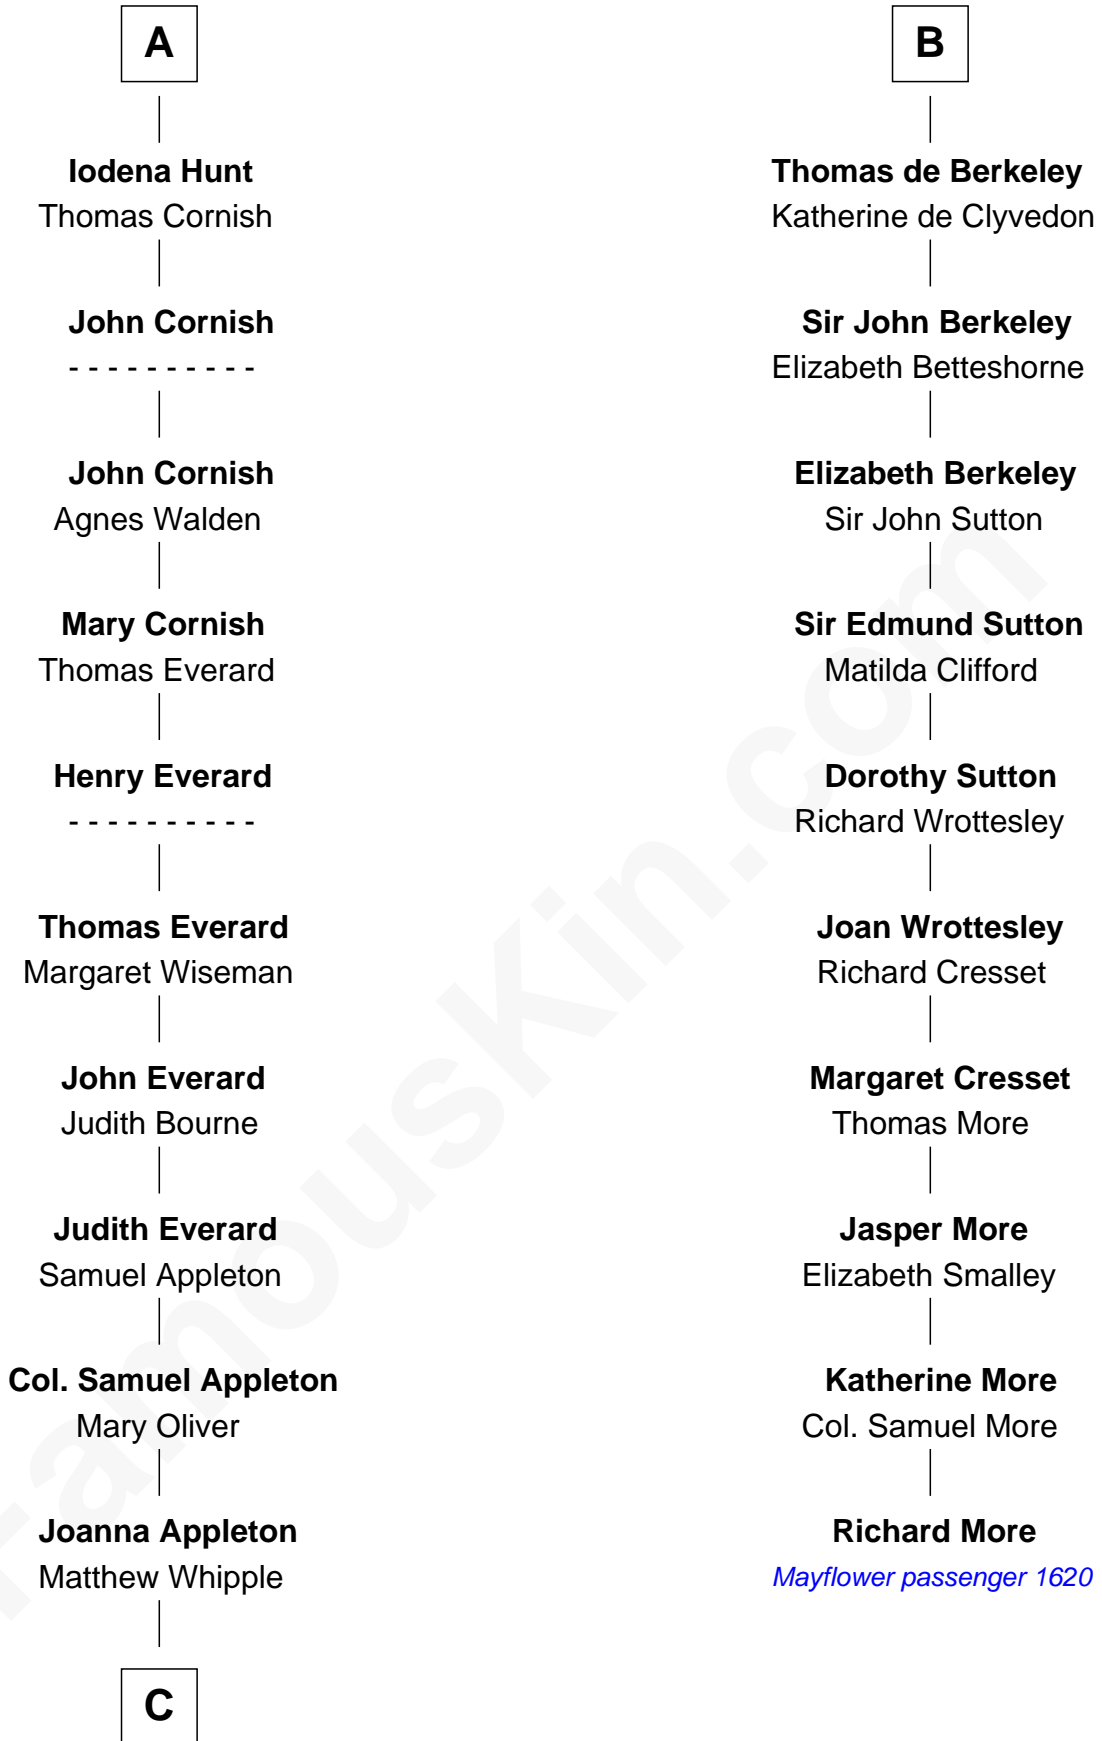 A
Iodena Hunt
Thomas Cornish
John Cornish
- - - - - - - - - -
John Cornish
Agnes Walden
Mary Cornish
Thomas Everard
Henry Everard
- - - - - - - - - -
Thomas Everard
Margaret Wiseman
John Everard
Judith Bourne
Judith Everard
Samuel Appleton
Col. Samuel Appleton
Mary Oliver
Joanna Appleton
Matthew Whipple
C
B
Thomas de Berkeley
Katherine de Clyvedon
Sir John Berkeley
Elizabeth Betteshorne
Elizabeth Berkeley
Sir John Sutton
Sir Edmund Sutton
Matilda Clifford
Dorothy Sutton
Richard Wrottesley
Joan Wrottesley
Richard Cresset
Margaret Cresset
Thomas More
Jasper More
Elizabeth Smalley
Katherine More
Col. Samuel More
Richard More
Mayflower passenger 1620
FamousKin.com